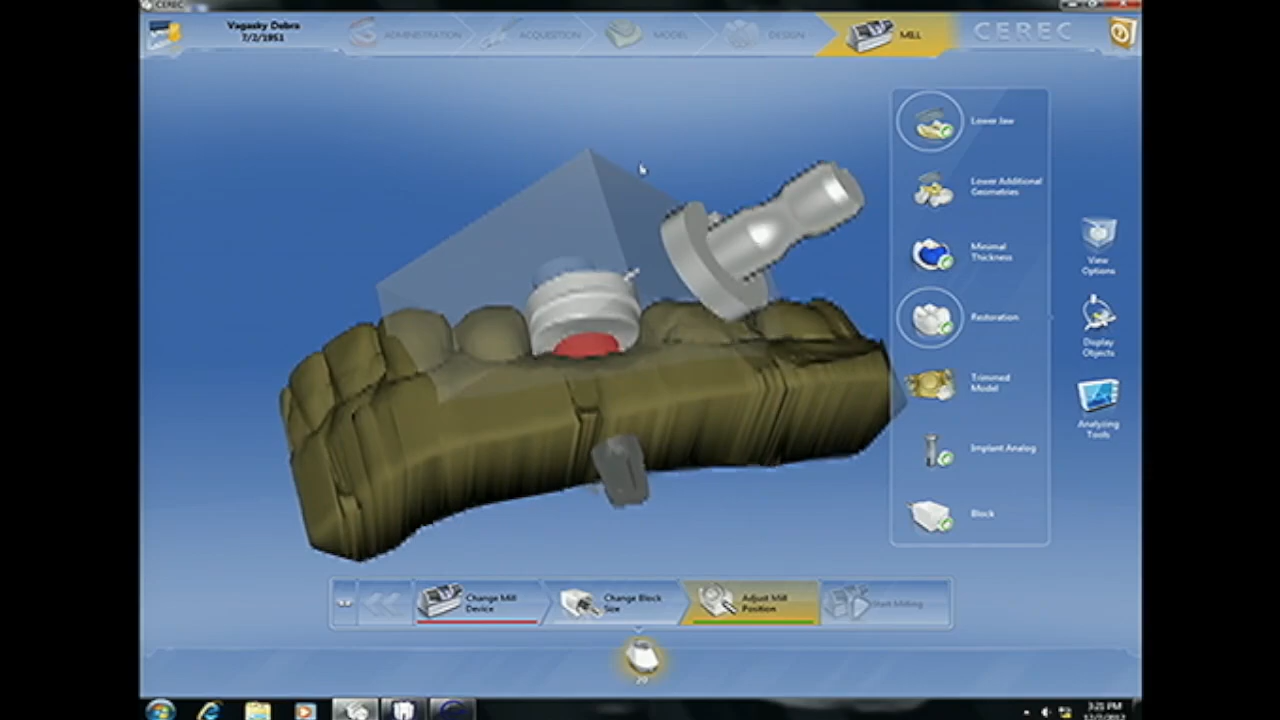 CEREC
Vagasky Debra
7/2/1951
ADMINISTRATION
ACQUISITION
MODEL
DESIGN
MILL
CEREC
Lower Jaw
Lower Additional
Geometries
Minimal
Thickness
Restoration
Trimmed
Model
Implant Analog
Block
View
Options
Display
Objects
Analyzing
Tools
Change Mill
Device
Change Block
Size
Adjust Mill
Position
Start Milling
20
3:21 PM